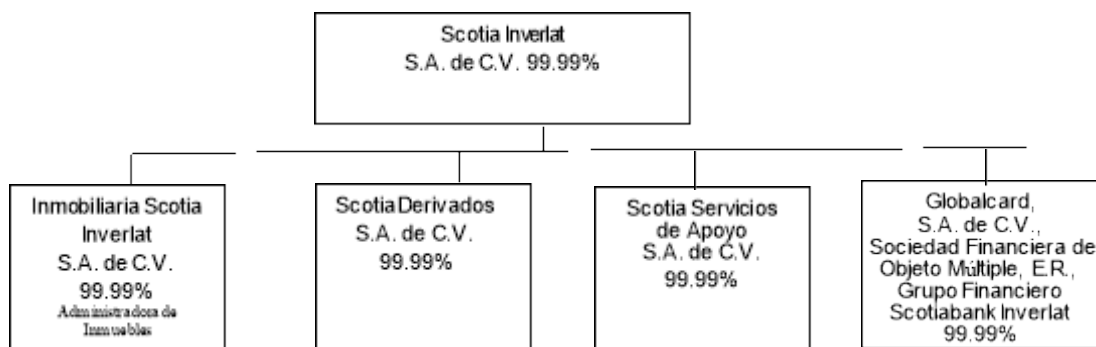 Scotia Inverlat
S.A. de C.V. 99.99%
Inmobiliaria Scotia
Inverlat
S.A. de C.V.
99.99%
Administradora de
Inmuebles
Scotia Derivados
S.A. de C.V.
99.99%
Scotia Servicios
de Apoyo
S.A. de C.V.
99.99%
Globalcard,
S.A. de C.V.,
Sociedad Financiera de
Objeto Múltiple, E.R.,
Grupo Financiero
Scotiabank Inverlat
99.99%